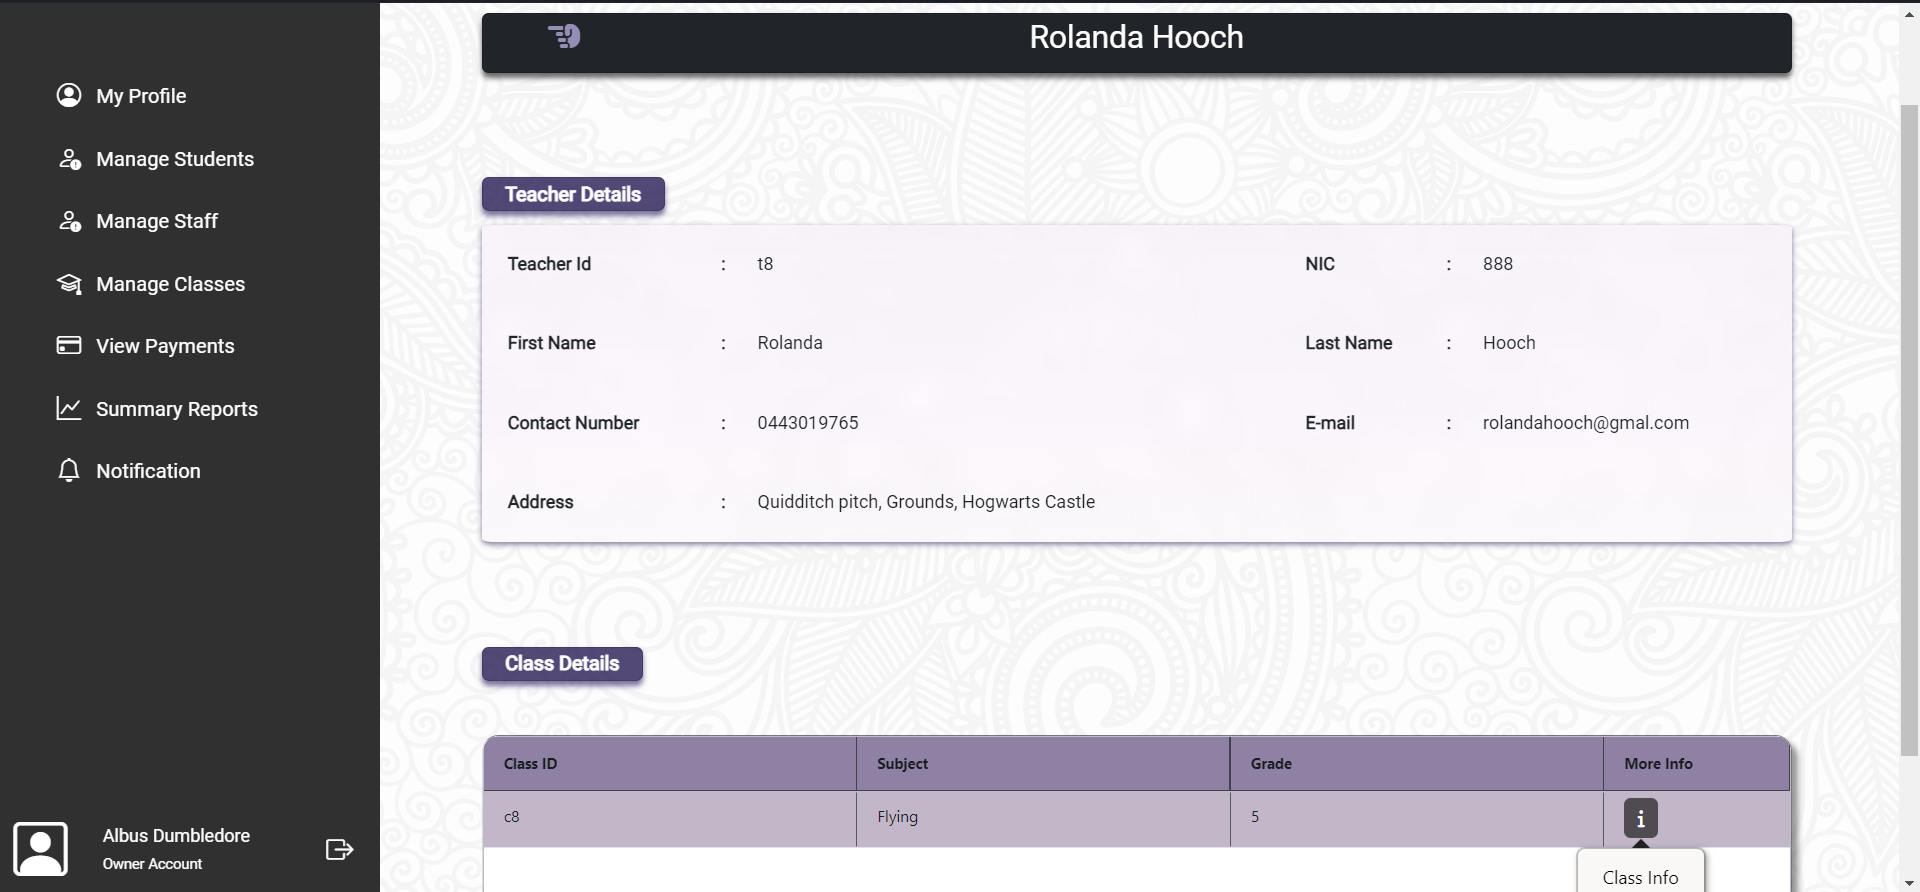 Rolanda Hooch
My Profile
Manage Students
Manage Staff
Manage Classes
View Payments
Summary Reports
Notification
Albus Dumbledore
Owner Account
Teacher Details
Teacher Id : t8 NIC : 888
First Name : Rolanda Last Name : Hooch
Contact Number : 0443019765 E-mail : rolandahooch@gmal.com
Address : Quidditch pitch, Grounds, Hogwarts Castle
Class Details
Class ID Subject Grade More Info
c8 Flying 5 i
Class Info